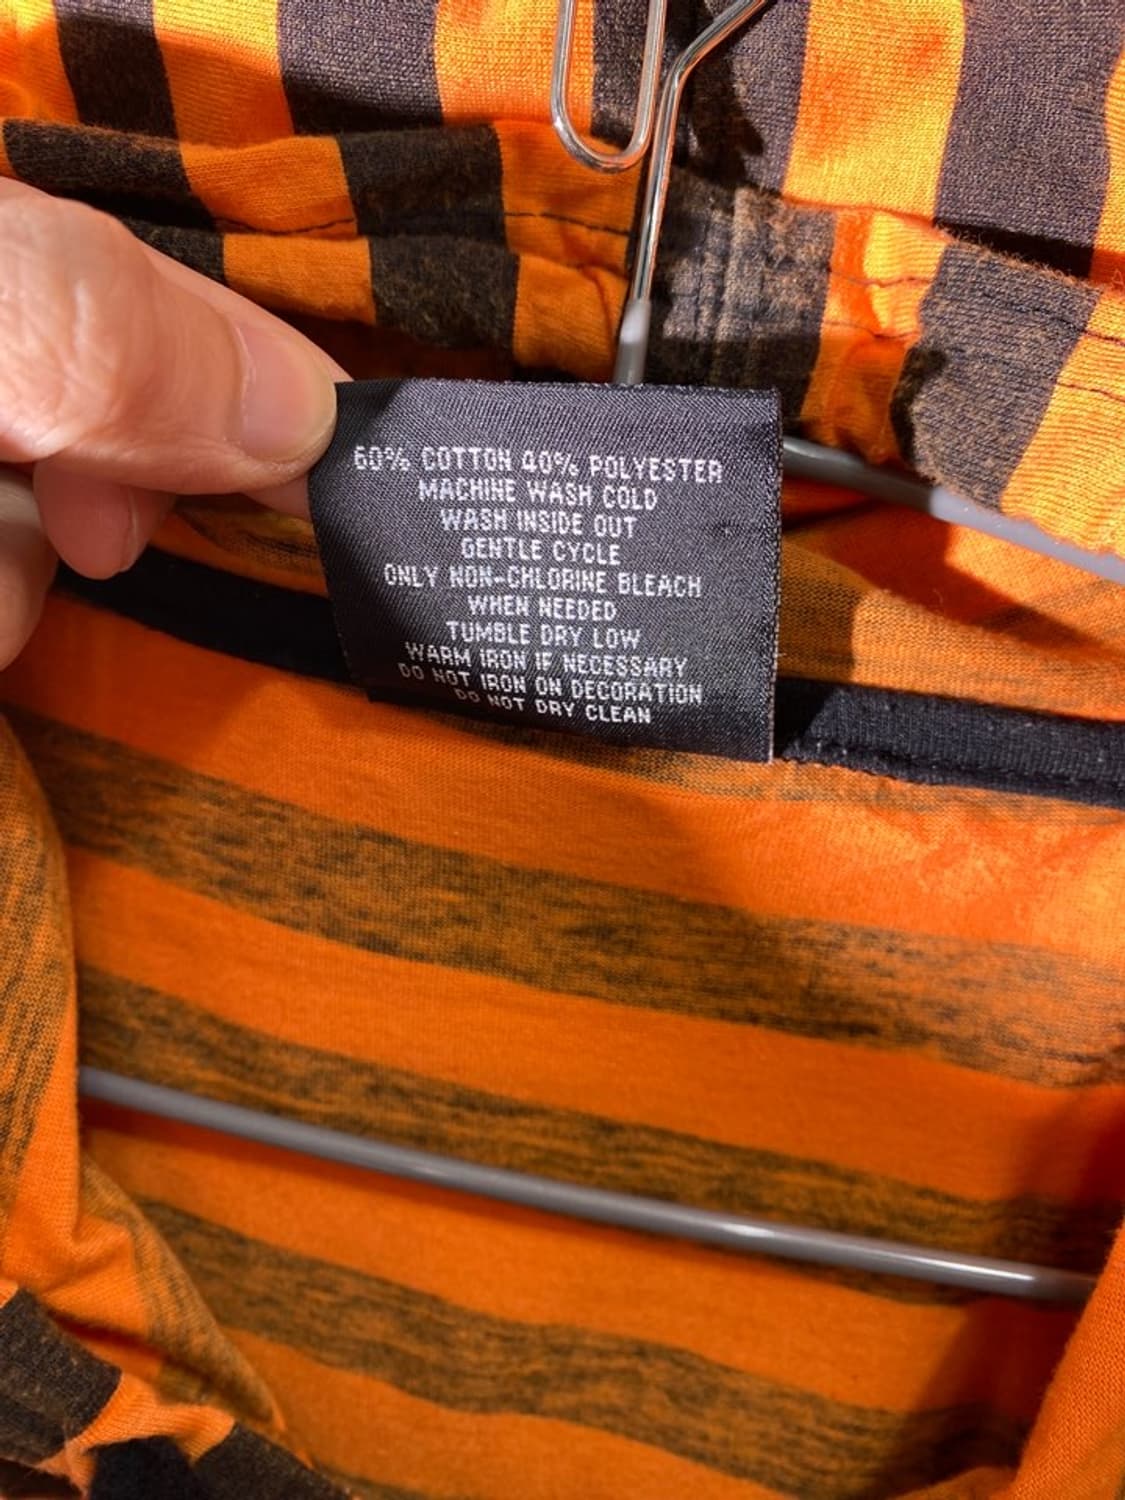 60% COTTON 40% POLYESTER
MACHINE WASH COLD
WASH INSIDE OUT
GENTLE CYCLE
ONLY NON-CHLORINE BLEACH
WHEN NEEDED
TUMBLE DRY LOW
WARM IRON IF NECESSARY
DO NOT IRON ON DECORATION
DO NOT DRY CLEAN